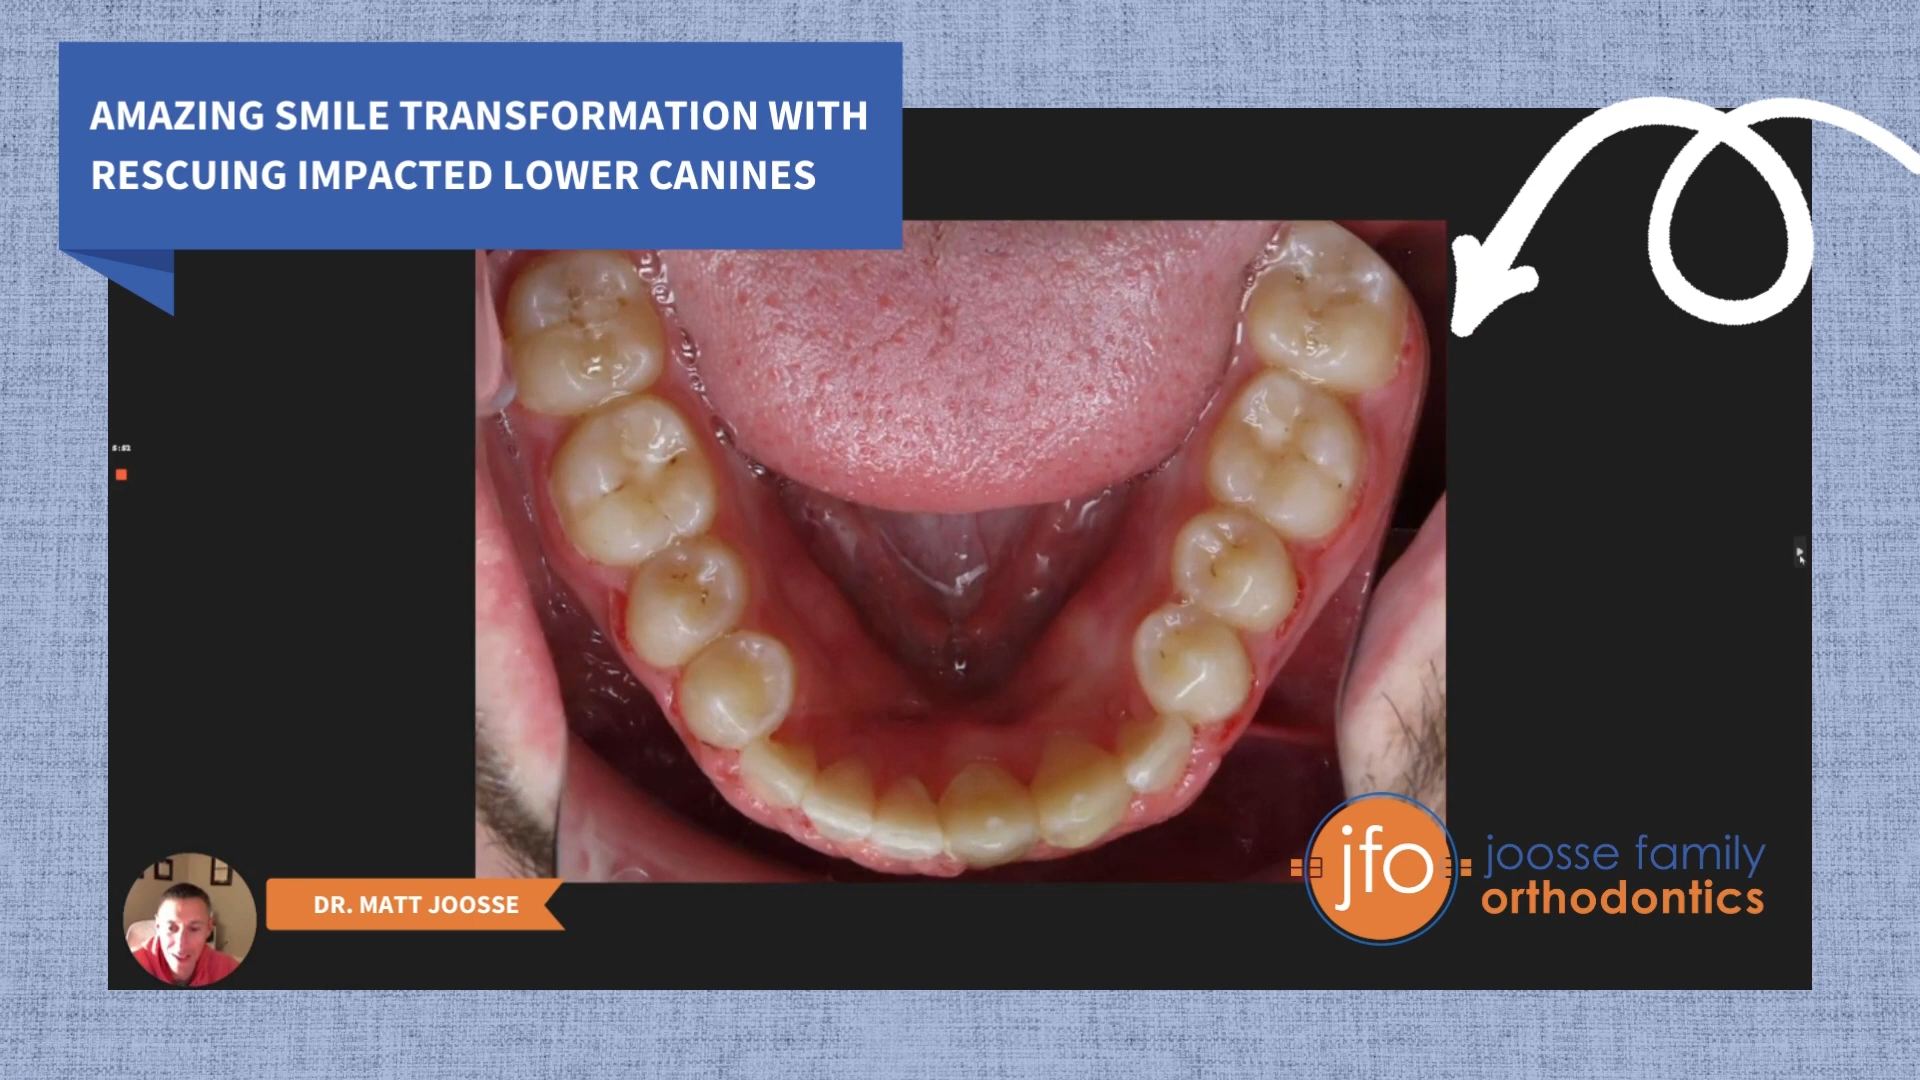 AMAZING SMILE TRANSFORMATION WITH
RESCUING IMPACTED LOWER CANINES
DR. MATT JOOSSE
jfo
joosse family
orthodontics